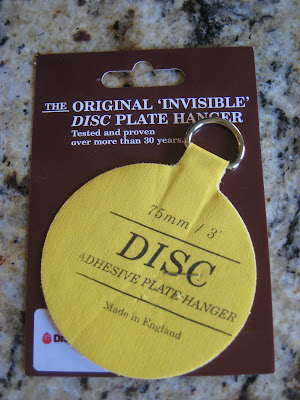 THE ORIGINAL 'INVISIBLE'
DISC PLATE HANGER
Tested and proven
over more than 30 years.
75mm / 3"
DISC
ADHESIVE PLATE HANGER
Made in England